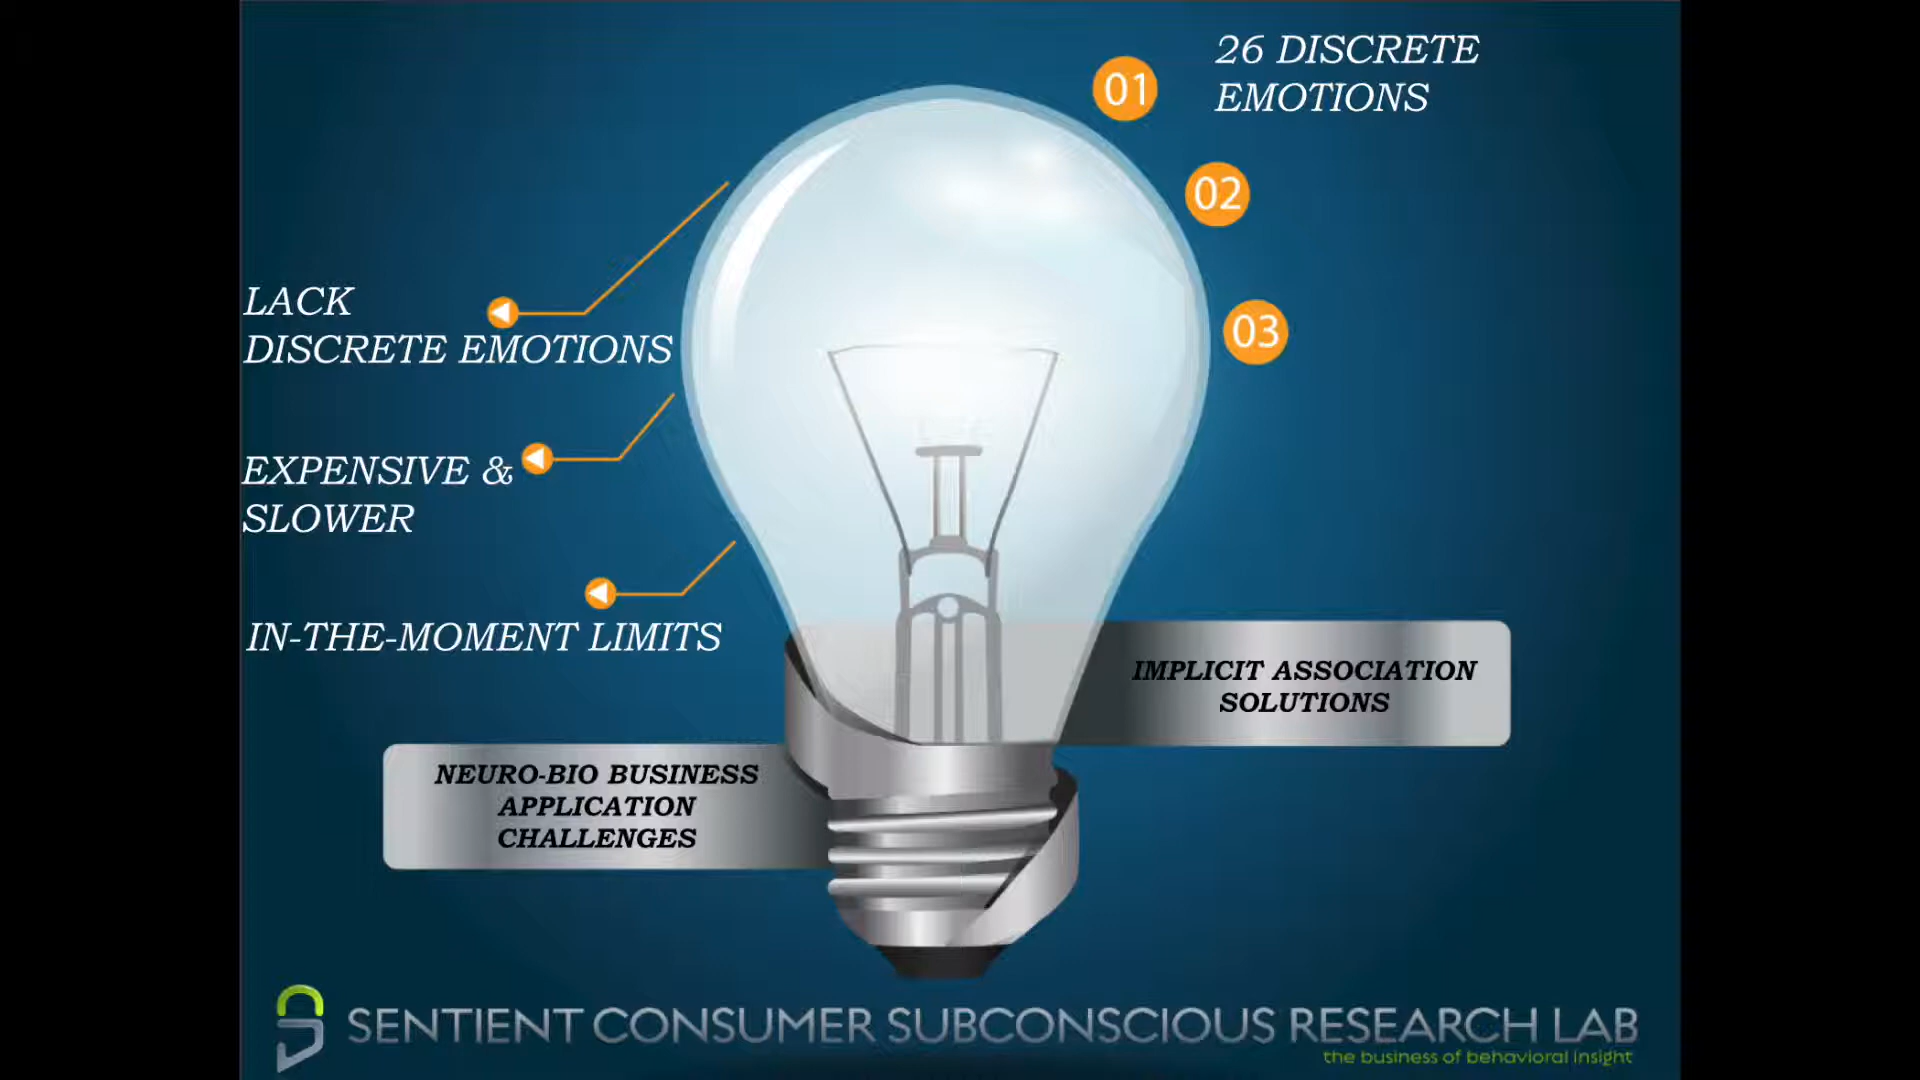 26 DISCRETE
EMOTIONS
01
02
03
LACK
DISCRETE EMOTIONS
EXPENSIVE &
SLOWER
IN-THE-MOMENT LIMITS
IMPLICIT ASSOCIATION
SOLUTIONS
NEURO-BIO BUSINESS
APPLICATION
CHALLENGES
SENTIENT CONSUMER SUBCONSCIOUS RESEARCH LAB
the business of behavioral insight